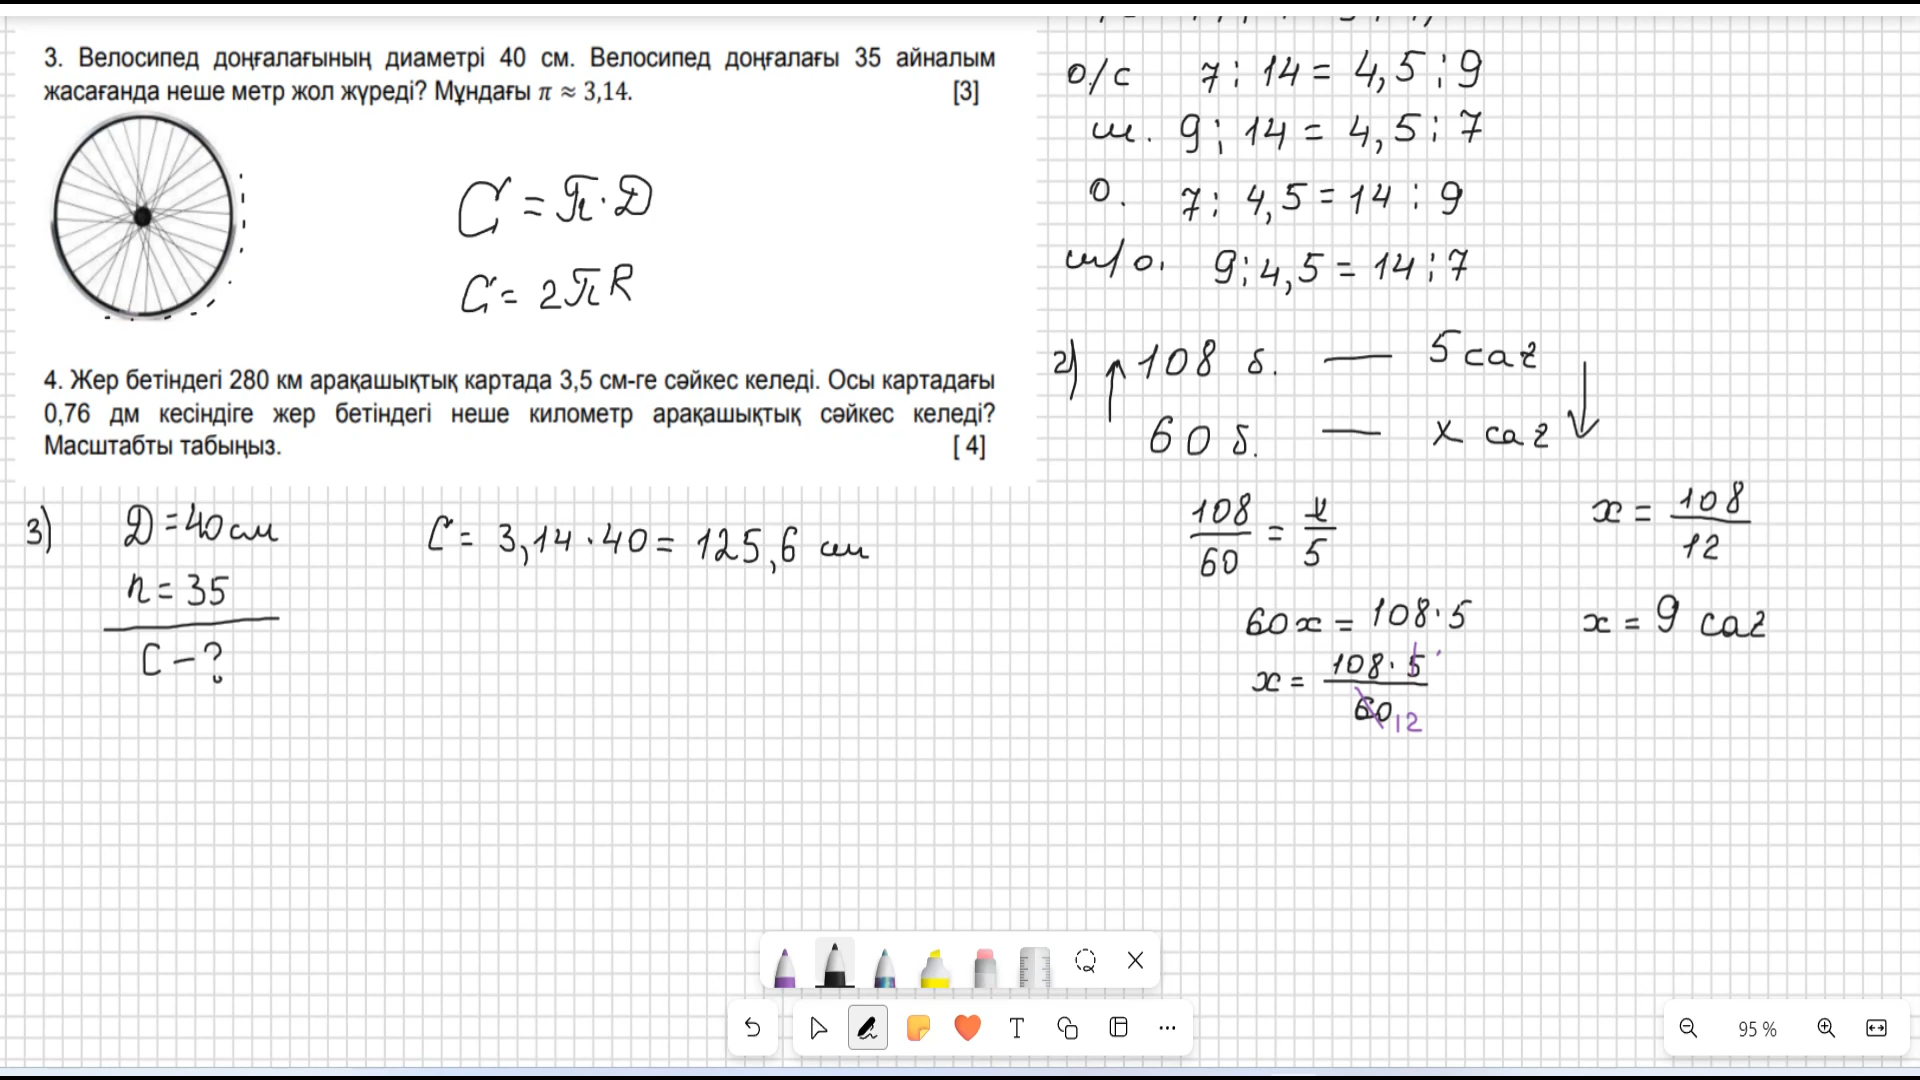 3. Велосипед доңғалағының диаметрі 40 см. Велосипед доңғалағы 35 айналым
жасағанда неше метр жол жүреді? Мұндағы π ≈ 3,14. [3]
C = π · D
C = 2πR
4. Жер бетіндегі 280 км арақашықтық картада 3,5 см-ге сәйкес келеді. Осы картадағы
0,76 дм кесіндіге жер бетіндегі неше километр арақашықтық сәйкес келеді?
Масштабты табыңыз. [ 4]
3) D = 40 см
n = 35
C – ?
C = 3,14 · 40 = 125,6 см
о/с 7 : 14 = 4,5 : 9
ш. 9 : 14 = 4,5 : 7
о. 7 : 4,5 = 14 : 9
ш/о. 9 : 4,5 = 14 : 7
2) ↑ 108 б. — 5 сағ ↓
60 б. — x сағ
108/60 = x/5
60x = 108 · 5
x = 108 · 5 / 60 12
x = 108/12
x = 9 сағ
T
95 %